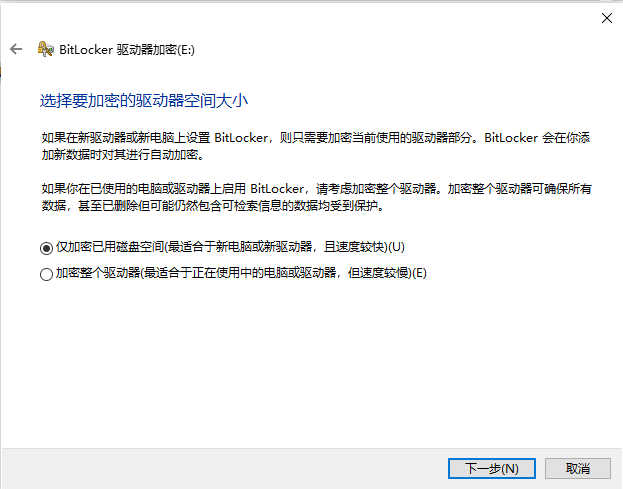 BitLocker 驱动器加密(E:)
选择要加密的驱动器空间大小
如果在新驱动器或新电脑上设置 BitLocker，则只需要加密当前使用的驱动器部分。BitLocker 会在你添
加新数据时对其进行自动加密。
如果你在已使用的电脑或驱动器上启用 BitLocker，请考虑加密整个驱动器。加密整个驱动器可确保所有
数据，甚至已删除但可能仍然包含可检索信息的数据均受到保护。
仅加密已用磁盘空间(最适合于新电脑或新驱动器，且速度较快)(U)
加密整个驱动器(最适合于正在使用中的电脑或驱动器，但速度较慢)(E)
下一步(N)
取消